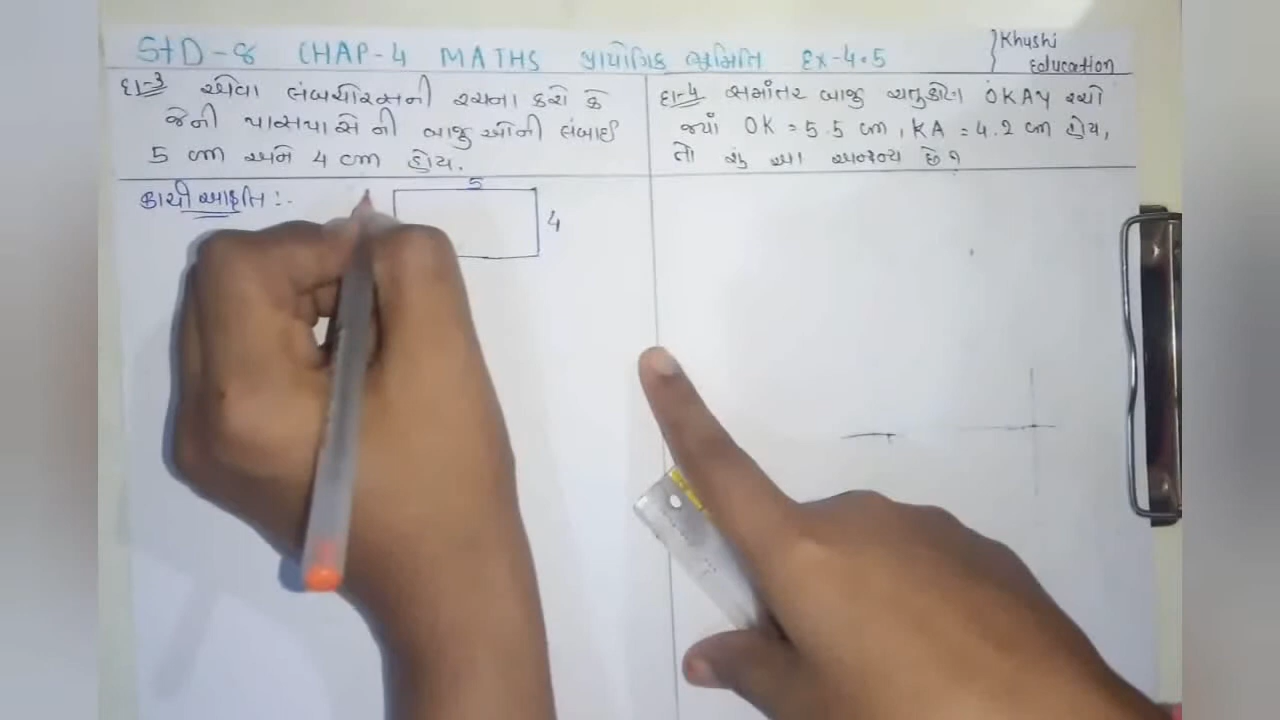 StD-8 CHAP-4 MATHS પ્રાયોગિક ભૂમિતિ Ex-4.5
Khushi
Education
દા-3 એવા લંબચોરસની રચના કરો કે
જેની પાસપાસેની બાજુઓની લંબાઈ
5 cm અને 4 cm હોય.
દા-4 સમાંતર બાજુ ચતુષ્કોણ OKAY રચો
જ્યાં OK = 5.5 cm, KA = 4.2 cm હોય,
તો શું આ અનન્ય છે?
કાચી આકૃતિ :.
5
4